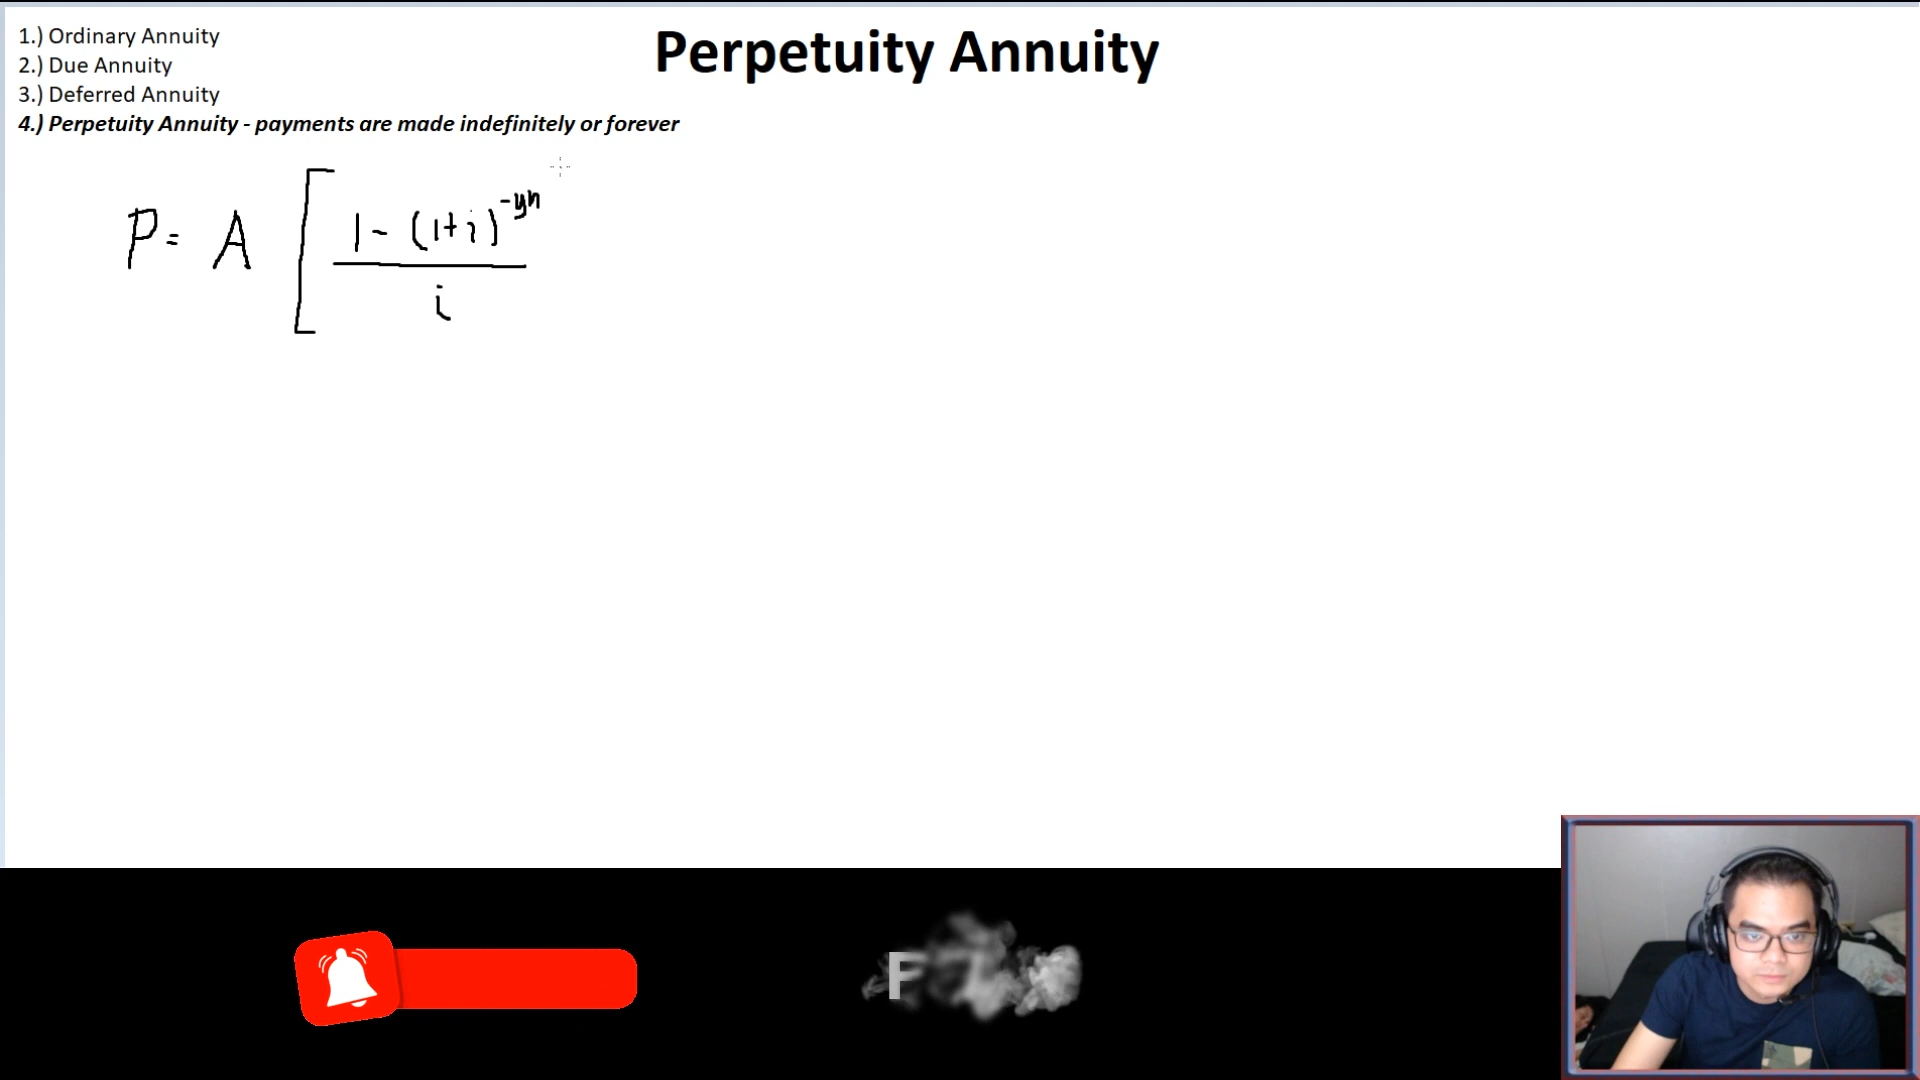 Perpetuity Annuity
1.) Ordinary Annuity
2.) Due Annuity
3.) Deferred Annuity
4.) Perpetuity Annuity - payments are made indefinitely or forever
P = A [ 1 - (1+i)^-yn
i
F